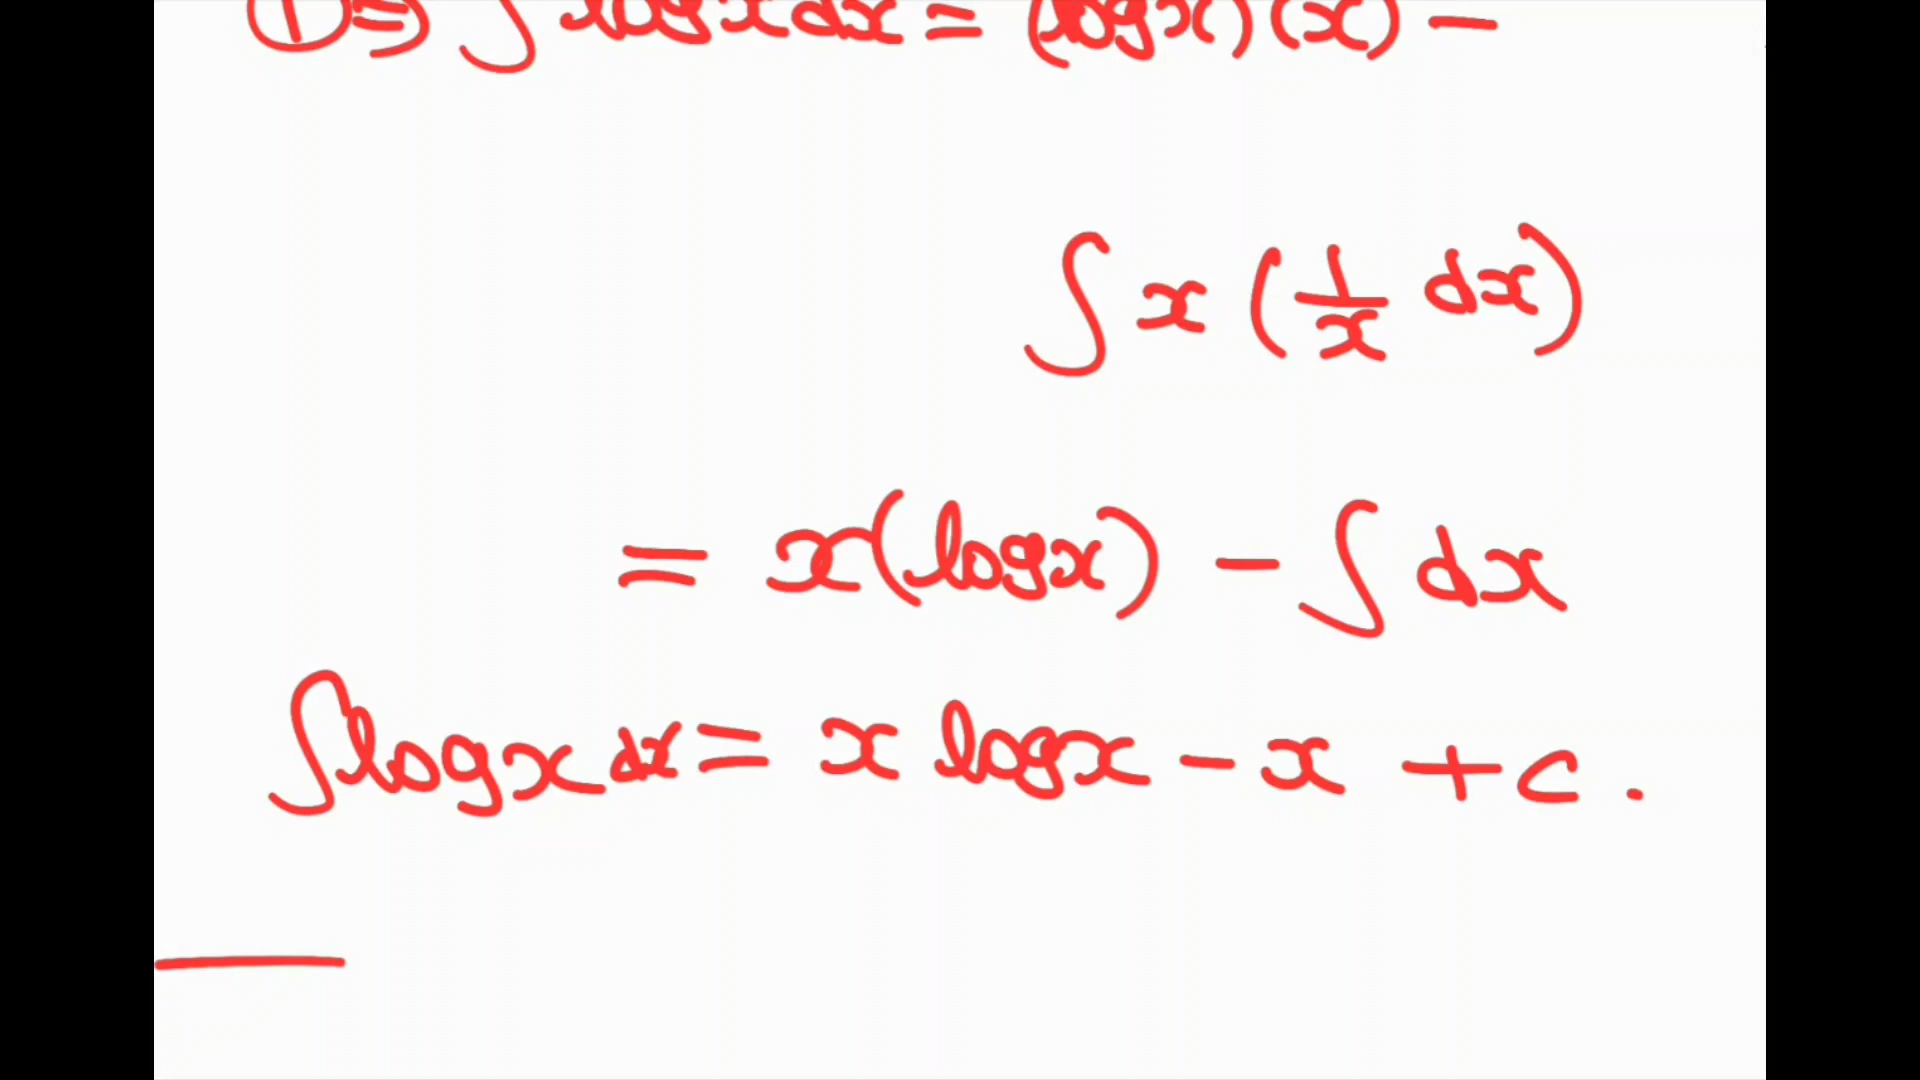 ① ⇒ ∫ log x dx = (log x)(x) −
∫ x (1/x dx)
= x(log x) − ∫ dx
∫ log x dx = x log x − x + c .